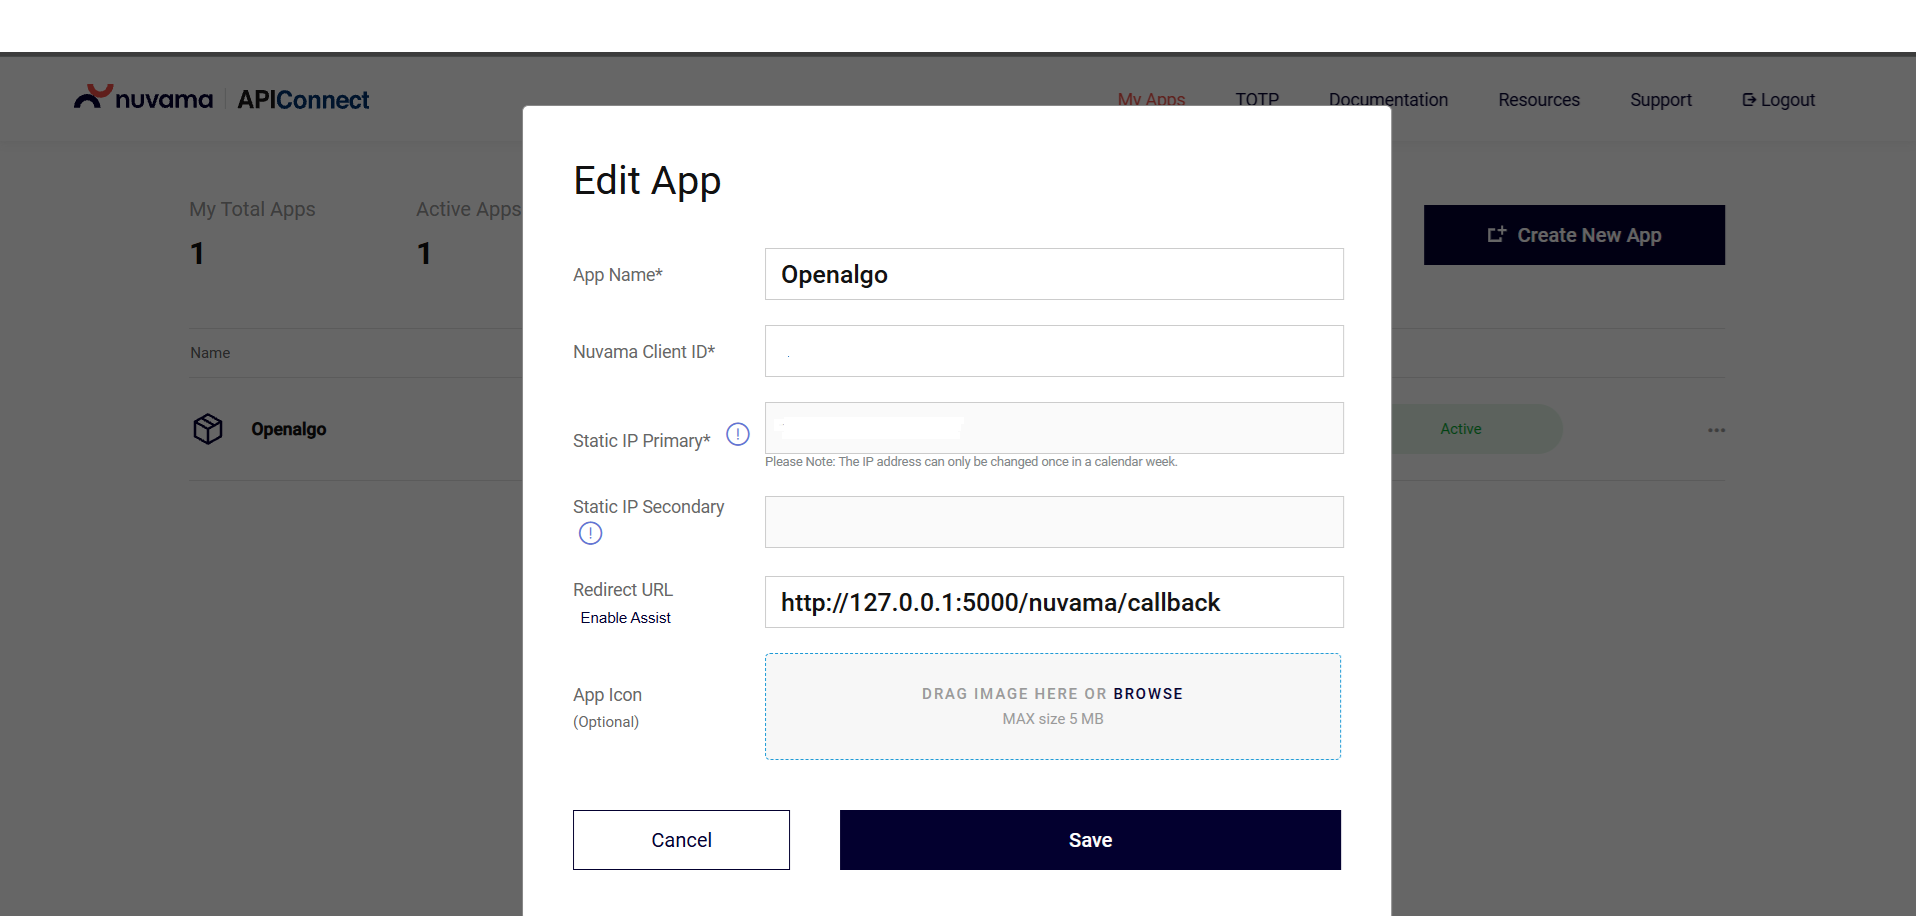 nuvama | APIConnect
My Apps TOTP Documentation Resources Support Logout
Edit App
My Total Apps Active Apps
1 1
Create New App
App Name* Openalgo
Name
Nuvama Client ID*
Openalgo
Active
Static IP Primary*
Please Note: The IP address can only be changed once in a calendar week.
Static IP Secondary
Redirect URL
http://127.0.0.1:5000/nuvama/callback
Enable Assist
DRAG IMAGE HERE OR BROWSE
MAX size 5 MB
App Icon
(Optional)
Cancel Save